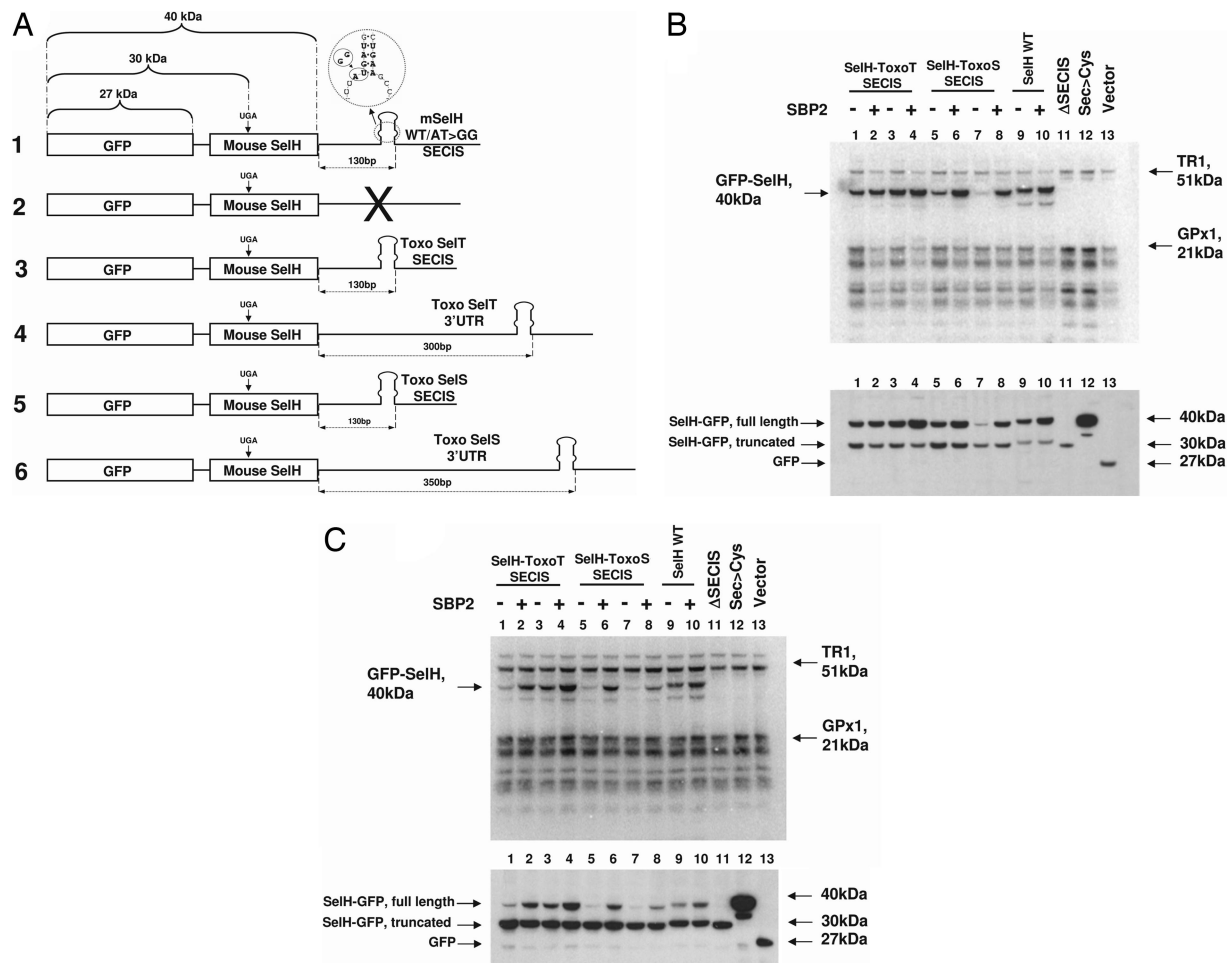 A
40 kDa
30 kDa
27 kDa
G C
U U
A G
G A
U A
G G
A
U
U
G
C
C
UGA
1 GFP Mouse SelH
mSelH
WT/AT>GG
SECIS
130bp
UGA
2 GFP Mouse SelH X
UGA
3 GFP Mouse SelH
Toxo SelT
SECIS
130bp
UGA
4 GFP Mouse SelH
Toxo SelT
3'UTR
300bp
UGA
5 GFP Mouse SelH
Toxo SelS
SECIS
130bp
UGA
6 GFP Mouse SelH
Toxo SelS
3'UTR
350bp
B
SelH-ToxoT
SECIS
SelH-ToxoS
SECIS
SelH WT
ΔSECIS
Sec>Cys
Vector
SBP2 - + - + - + - + - +
1 2 3 4 5 6 7 8 9 10 11 12 13
GFP-SelH,
40kDa
TR1,
51kDa
GPx1,
21kDa
1 2 3 4 5 6 7 8 9 10 11 12 13
SelH-GFP, full length
SelH-GFP, truncated
GFP
40kDa
30kDa
27kDa
C
SelH-ToxoT
SECIS
SelH-ToxoS
SECIS
SelH WT
ΔSECIS
Sec>Cys
Vector
SBP2 - + - + - + - + - +
1 2 3 4 5 6 7 8 9 10 11 12 13
GFP-SelH,
40kDa
TR1,
51kDa
GPx1,
21kDa
1 2 3 4 5 6 7 8 9 10 11 12 13
SelH-GFP, full length
SelH-GFP, truncated
GFP
40kDa
30kDa
27kDa